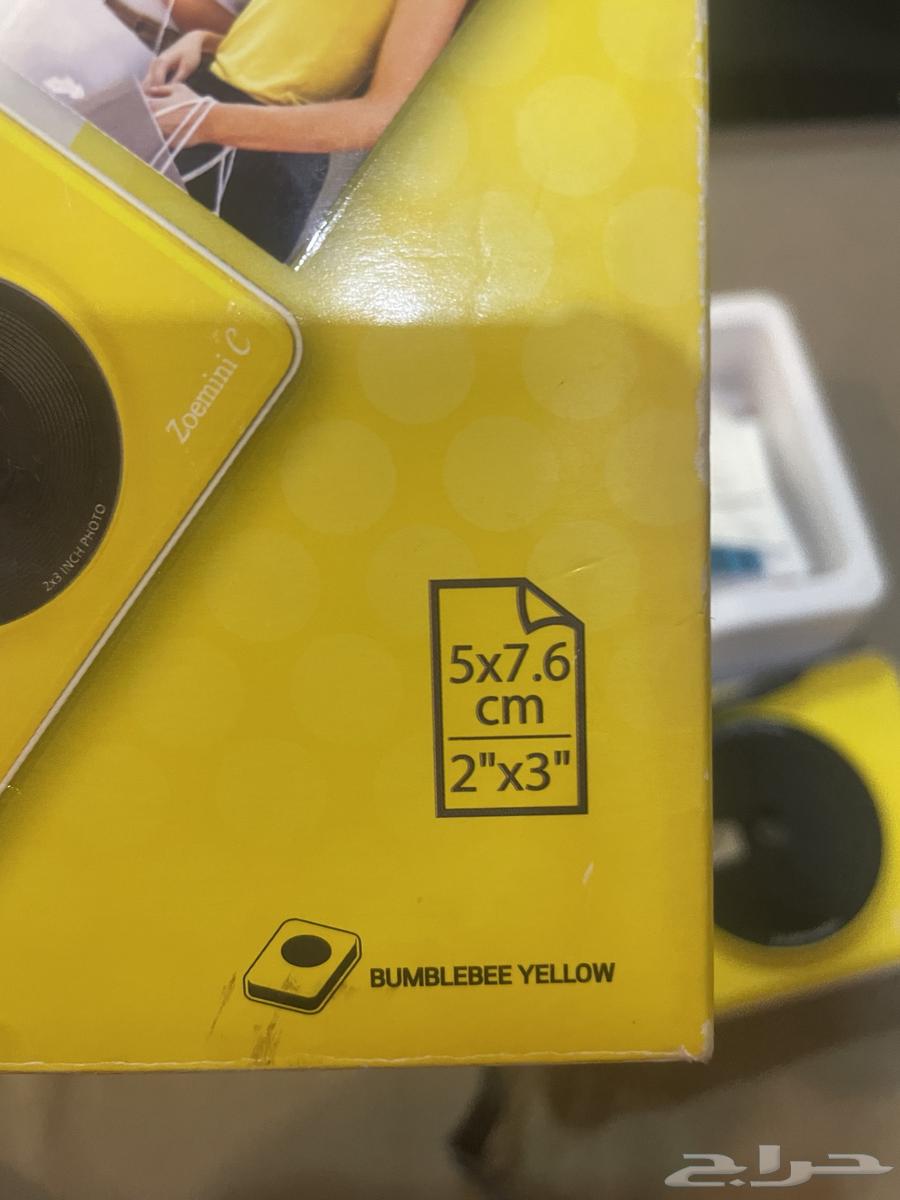 Zoemini C
2x3 INCH PHOTO
5x7.6
cm
2"x3"
BUMBLEBEE YELLOW
حراج